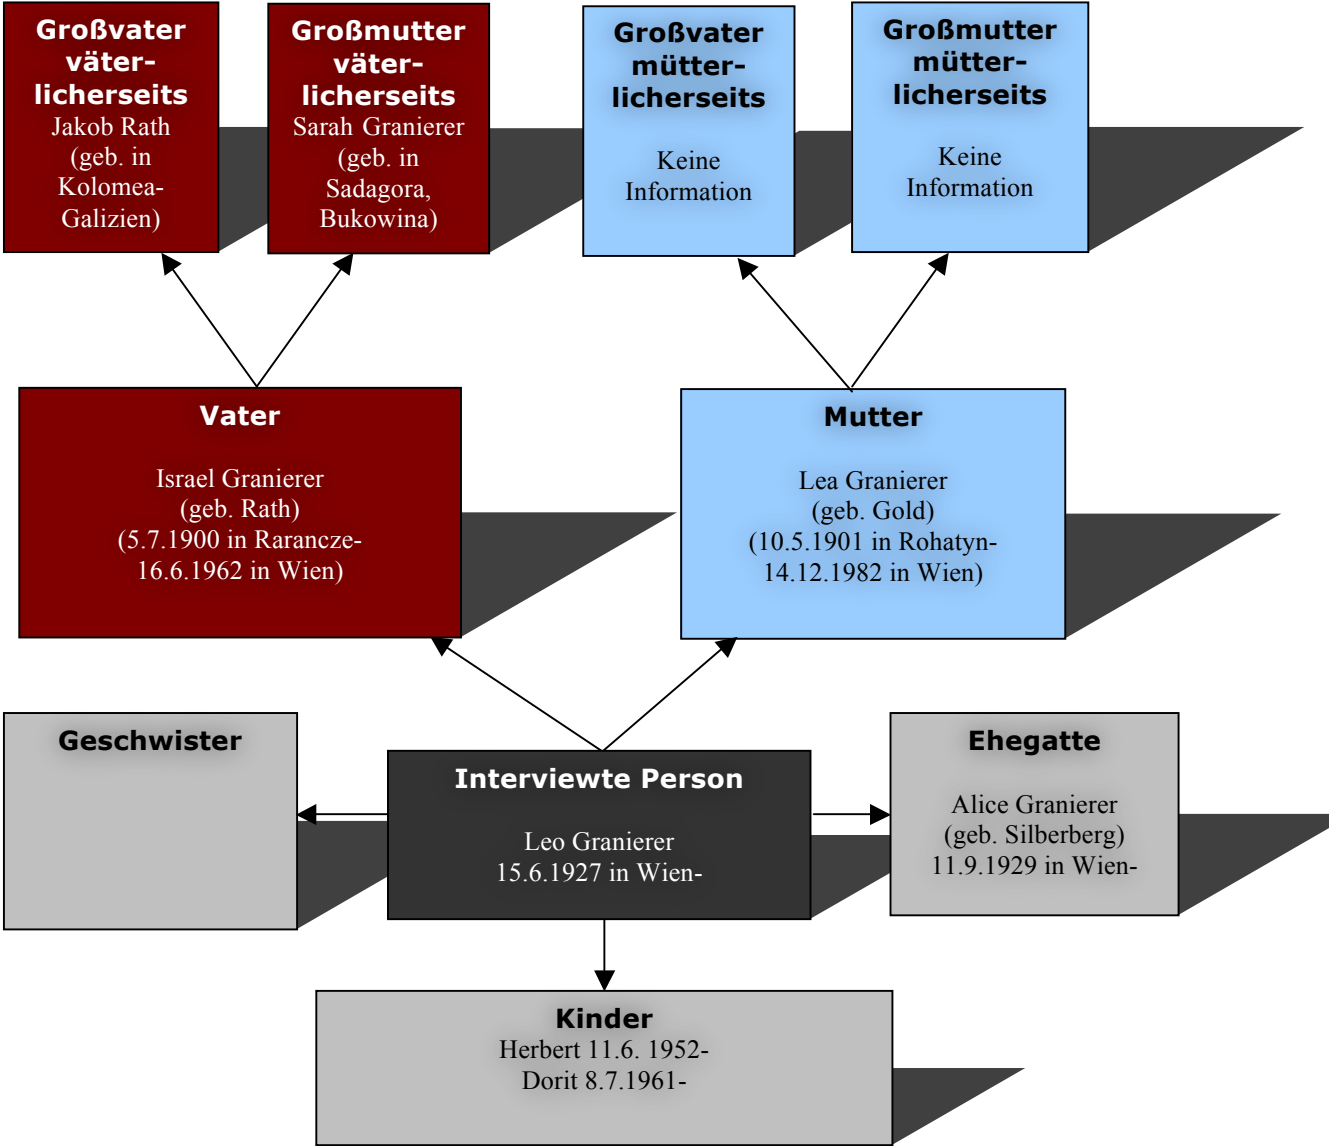 Großvater
väter-
licherseits
Jakob Rath
(geb. in
Kolomea-
Galizien)
Großmutter
väter-
licherseits
Sarah Granierer
(geb. in
Sadagora,
Bukowina)
Großvater
mütter-
licherseits
Keine
Information
Großmutter
mütter-
licherseits
Keine
Information
Vater
Israel Granierer
(geb. Rath)
(5.7.1900 in Rarancze-
16.6.1962 in Wien)
Mutter
Lea Granierer
(geb. Gold)
(10.5.1901 in Rohatyn-
14.12.1982 in Wien)
Geschwister
Interviewte Person
Leo Granierer
15.6.1927 in Wien-
Ehegatte
Alice Granierer
(geb. Silberberg)
11.9.1929 in Wien-
Kinder
Herbert 11.6. 1952-
Dorit 8.7.1961-